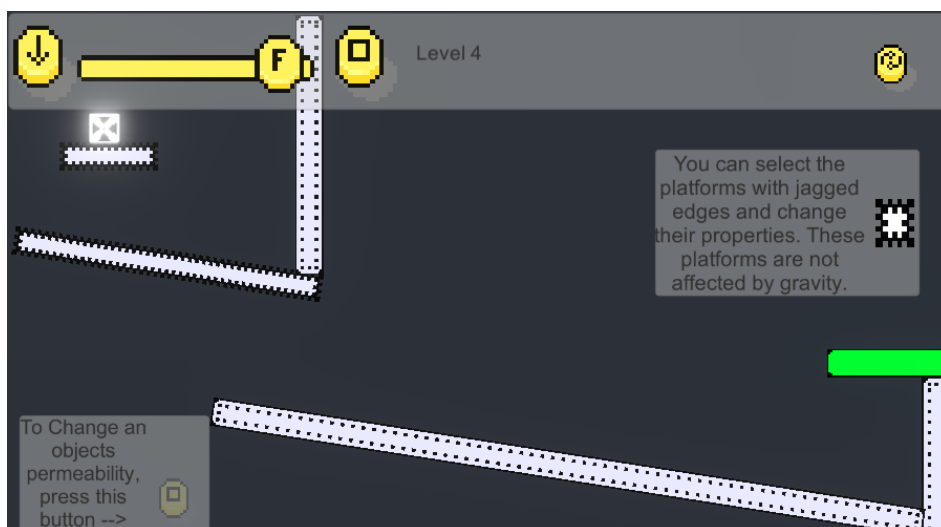 F
Level 4
You can select the
platforms with jagged
edges and change
their properties. These
platforms are not
affected by gravity.
To Change an
objects
permeability,
press this
button -->